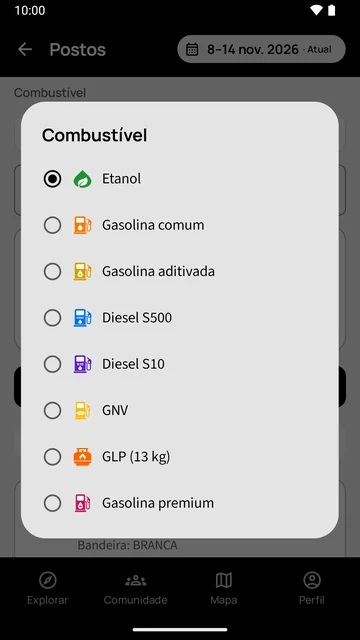 10:00
Postos
8–14 nov. 2026 · Atual
Combustível
Combustível
Etanol
Gasolina comum
Gasolina aditivada
Diesel S500
Diesel S10
GNV
GLP (13 kg)
Gasolina premium
Bandeira: BRANCA
Explorar
Comunidade
Mapa
Perfil